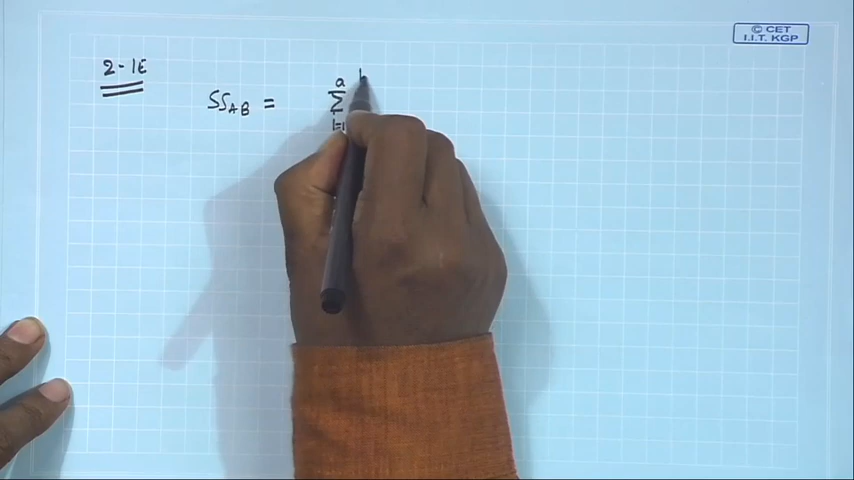 © CET
I.I.T. KGP
2-1E
SS_AB = Σ_{i=1}^{a}